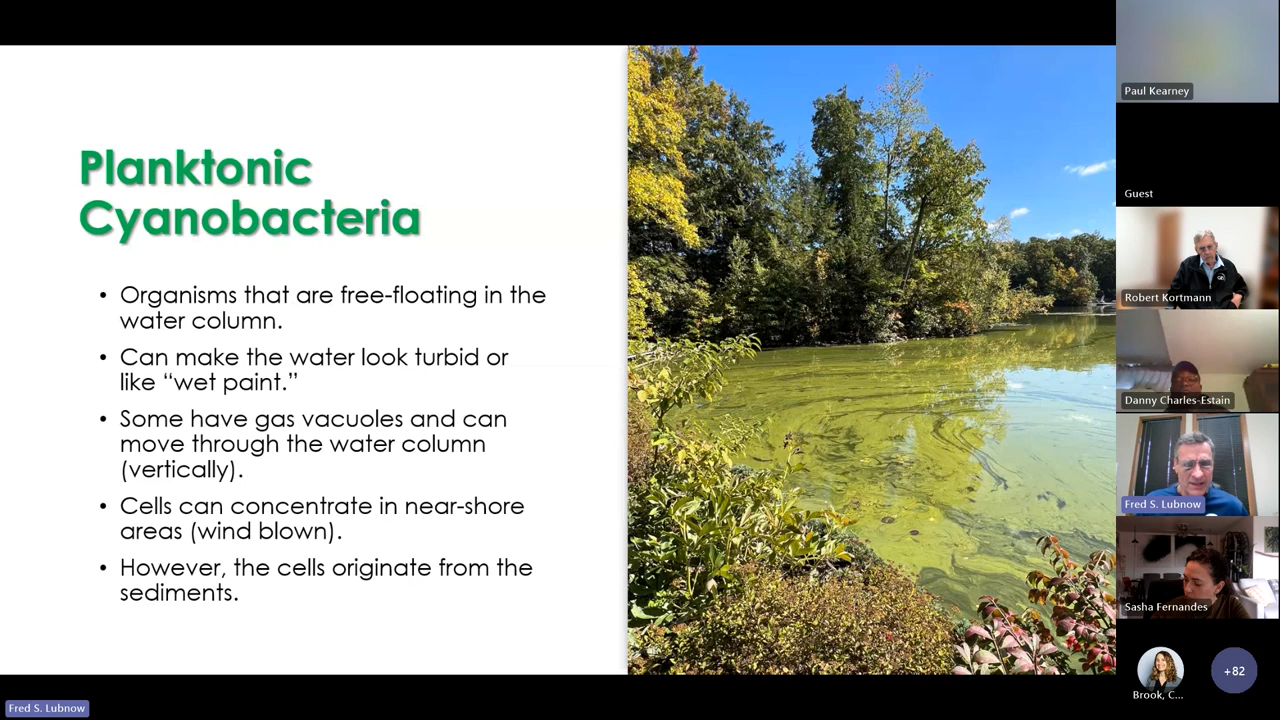 Planktonic
Cyanobacteria
• Organisms that are free-floating in the
water column.
• Can make the water look turbid or
like “wet paint.”
• Some have gas vacuoles and can
move through the water column
(vertically).
• Cells can concentrate in near-shore
areas (wind blown).
• However, the cells originate from the
sediments.
Paul Kearney
Guest
Robert Kortmann
Danny Charles-Estain
Fred S. Lubnow
Sasha Fernandes
Brook, C...
+82
Fred S. Lubnow